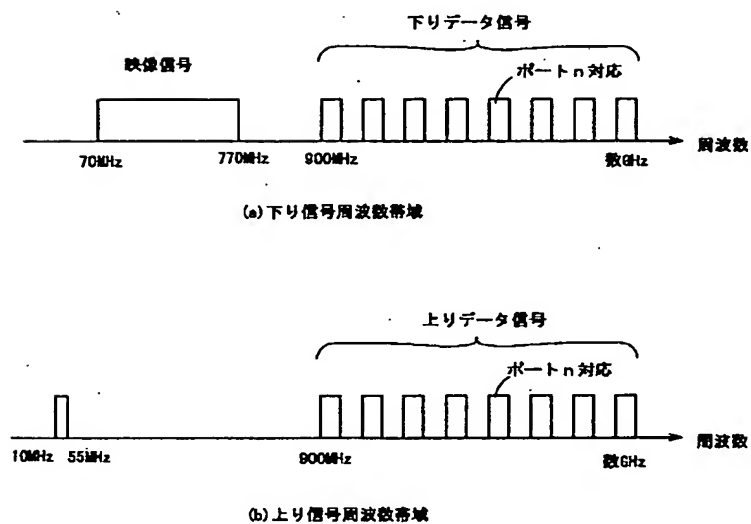 下りデータ信号
映像信号
ポートn対応
70MHz 770MHz 900MHz 数GHz 周波数
(a)下り信号周波数帯域
上りデータ信号
ポートn対応
10MHz 55MHz 900MHz 数GHz 周波数
(b)上り信号周波数帯域